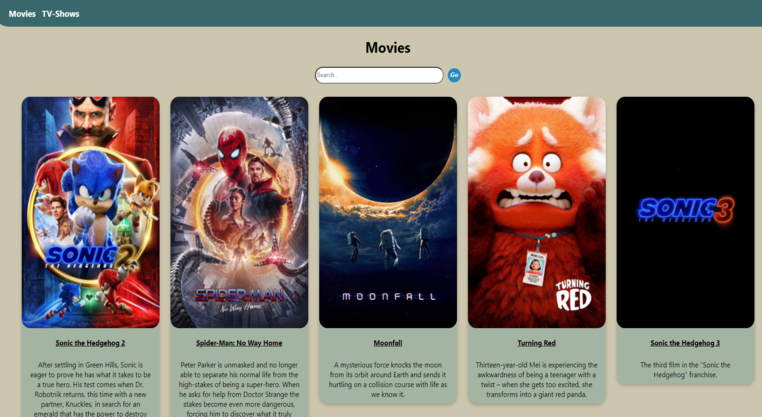 Movies TV-Shows
Movies
Search...
Go
SONIC 2
THE HEDGEHOG
SPIDER-MAN
No Way Home
MOONFALL
TURNING
RED
SONIC 3
THE HEDGEHOG
Sonic the Hedgehog 2
After settling in Green Hills, Sonic is
eager to prove he has what it takes to be
a true hero. His test comes when Dr.
Robotnik returns, this time with a new
partner, Knuckles, in search for an
emerald that has the power to destroy
Spider-Man: No Way Home
Peter Parker is unmasked and no longer
able to separate his normal life from the
high-stakes of being a super-hero. When
he asks for help from Doctor Strange the
stakes become even more dangerous,
forcing him to discover what it truly
Moonfall
A mysterious force knocks the moon
from its orbit around Earth and sends it
hurtling on a collision course with life as
we know it.
Turning Red
Thirteen-year-old Mei is experiencing the
awkwardness of being a teenager with a
twist – when she gets too excited, she
transforms into a giant red panda.
Sonic the Hedgehog 3
The third film in the "Sonic the
Hedgehog" franchise.